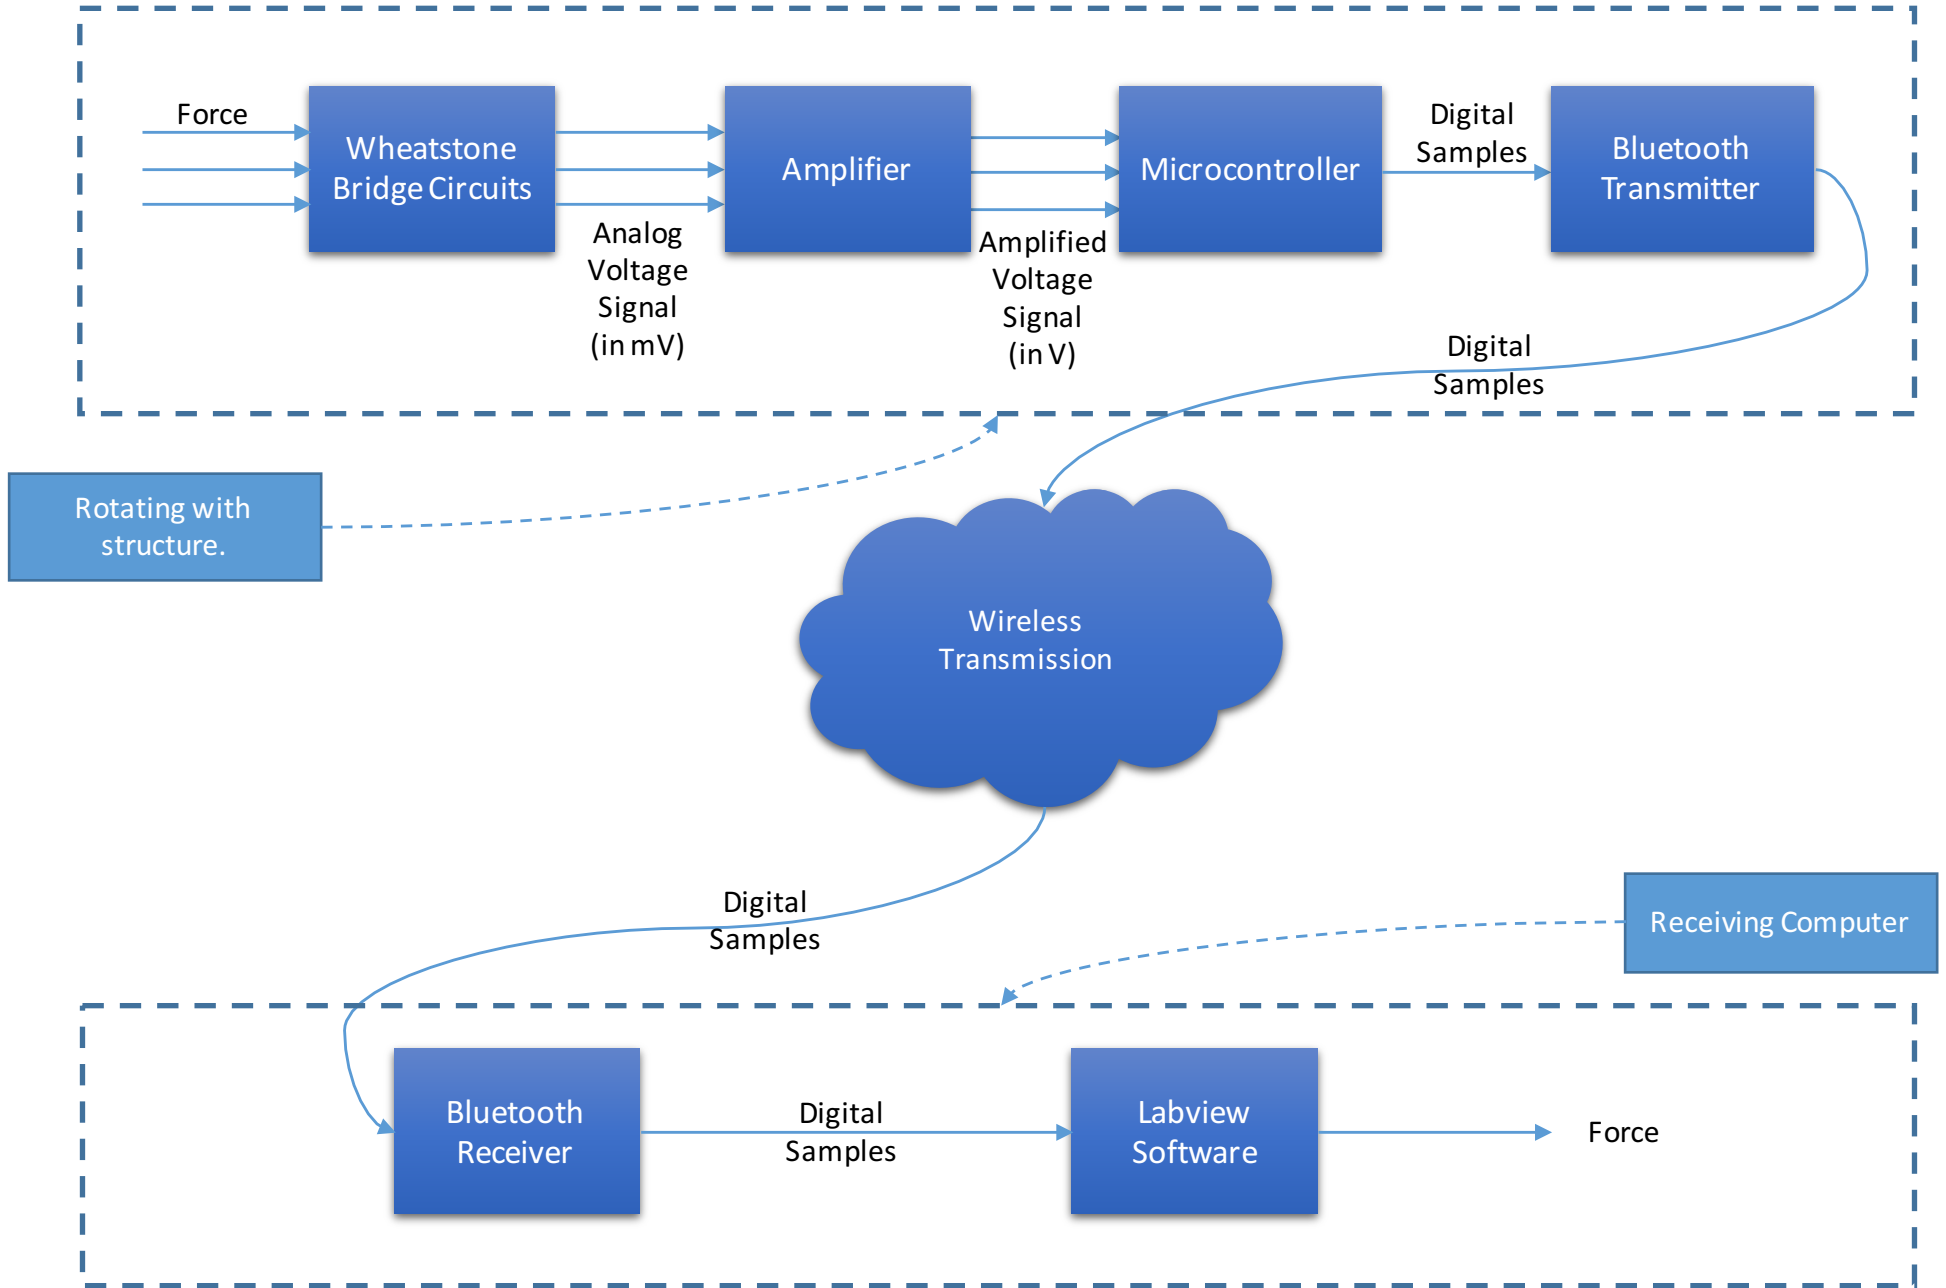 Force
Wheatstone
Bridge Circuits
Analog
Voltage
Signal
(in mV)
Amplifier
Amplified
Voltage
Signal
(in V)
Microcontroller
Digital
Samples
Bluetooth
Transmitter
Digital
Samples
Rotating with
structure.
Wireless
Transmission
Digital
Samples
Receiving Computer
Bluetooth
Receiver
Digital
Samples
Labview
Software
Force